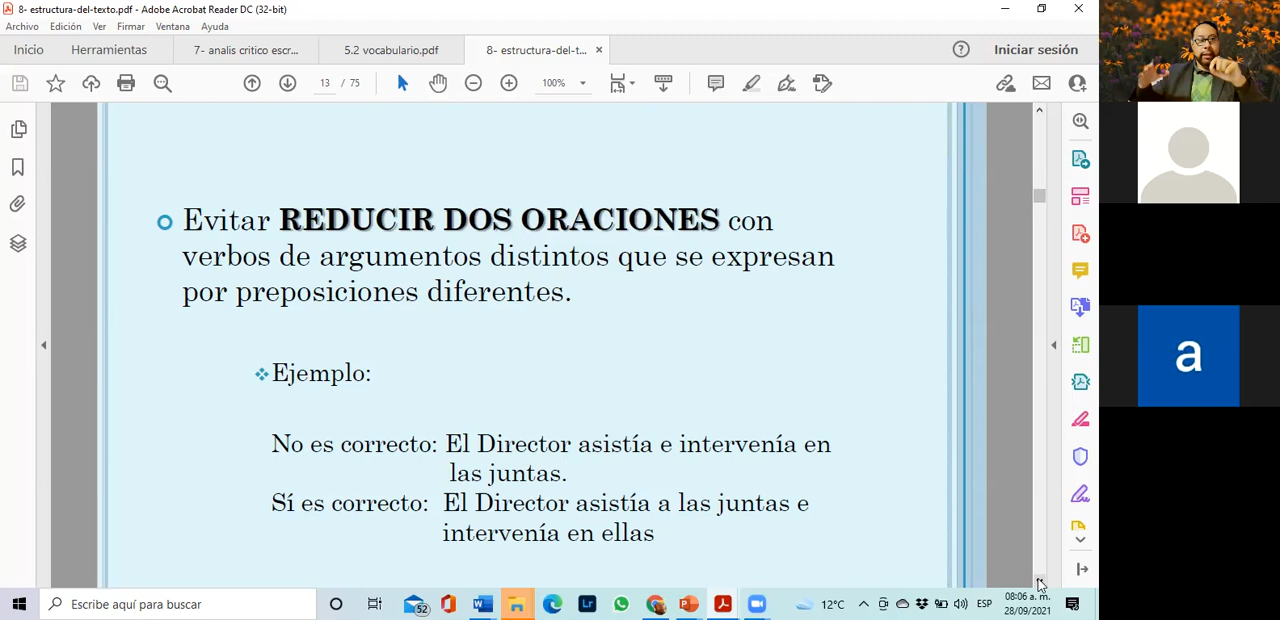 8- estructura-del-texto.pdf - Adobe Acrobat Reader DC (32-bit)
Archivo Edición Ver Firmar Ventana Ayuda
Inicio Herramientas 7- analis critico escr... 5.2 vocabulario.pdf 8- estructura-del-t... Iniciar sesión
13 / 75 100%
Evitar REDUCIR DOS ORACIONES con
verbos de argumentos distintos que se expresan
por preposiciones diferentes.
Ejemplo:
No es correcto: El Director asistía e intervenía en
las juntas.
Sí es correcto: El Director asistía a las juntas e
intervenía en ellas
a
Escribe aquí para buscar
52
12°C
ESP
08:06 a. m.
28/09/2021